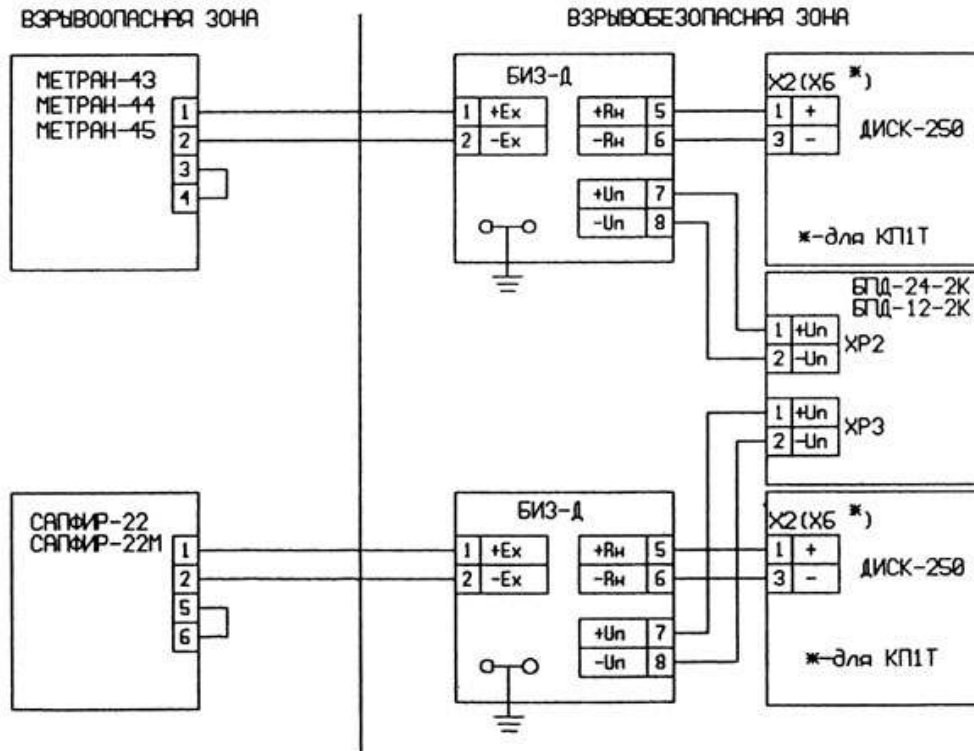 ВЗРЫВООПАСНАЯ ЗОНА
ВЗРЫВОБЕЗОПАСНАЯ ЗОНА
МЕТРАН-43
МЕТРАН-44
МЕТРАН-45
1
2
3
4
БИЗ-Д
1 +Ex
2 -Ex
+Rн 5
-Rн 6
+Uп 7
-Uп 8
X2(X6 *)
1 +
3 -
ДИСК-250
*-для КП1Т
БПД-24-2К
БПД-12-2К
1 +Uп
2 -Uп
XP2
1 +Uп
2 -Uп
XP3
САПФИР-22
САПФИР-22М
1
2
5
6
БИЗ-Д
1 +Ex
2 -Ex
+Rн 5
-Rн 6
+Uп 7
-Uп 8
X2(X6 *)
1 +
3 -
ДИСК-250
*-для КП1Т